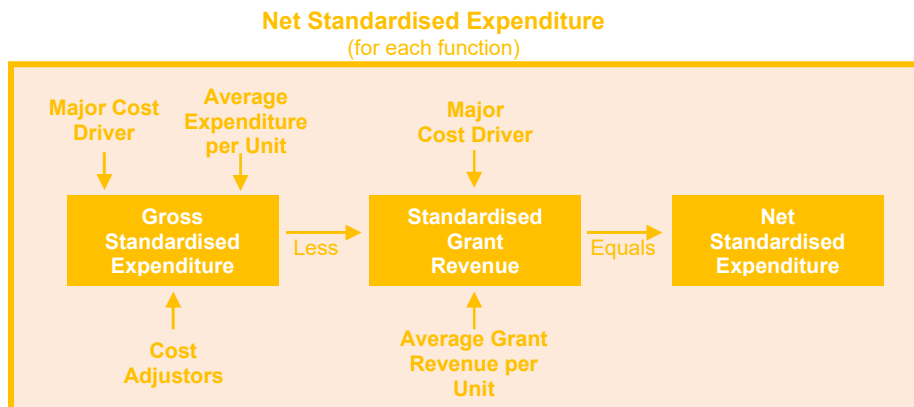 Net Standardised Expenditure
(for each function)
Major Cost
Driver
Average
Expenditure
per Unit
Major
Cost Driver
Gross
Standardised
Expenditure
Less
Standardised
Grant
Revenue
Equals
Net
Standardised
Expenditure
Cost
Adjustors
Average Grant
Revenue per
Unit